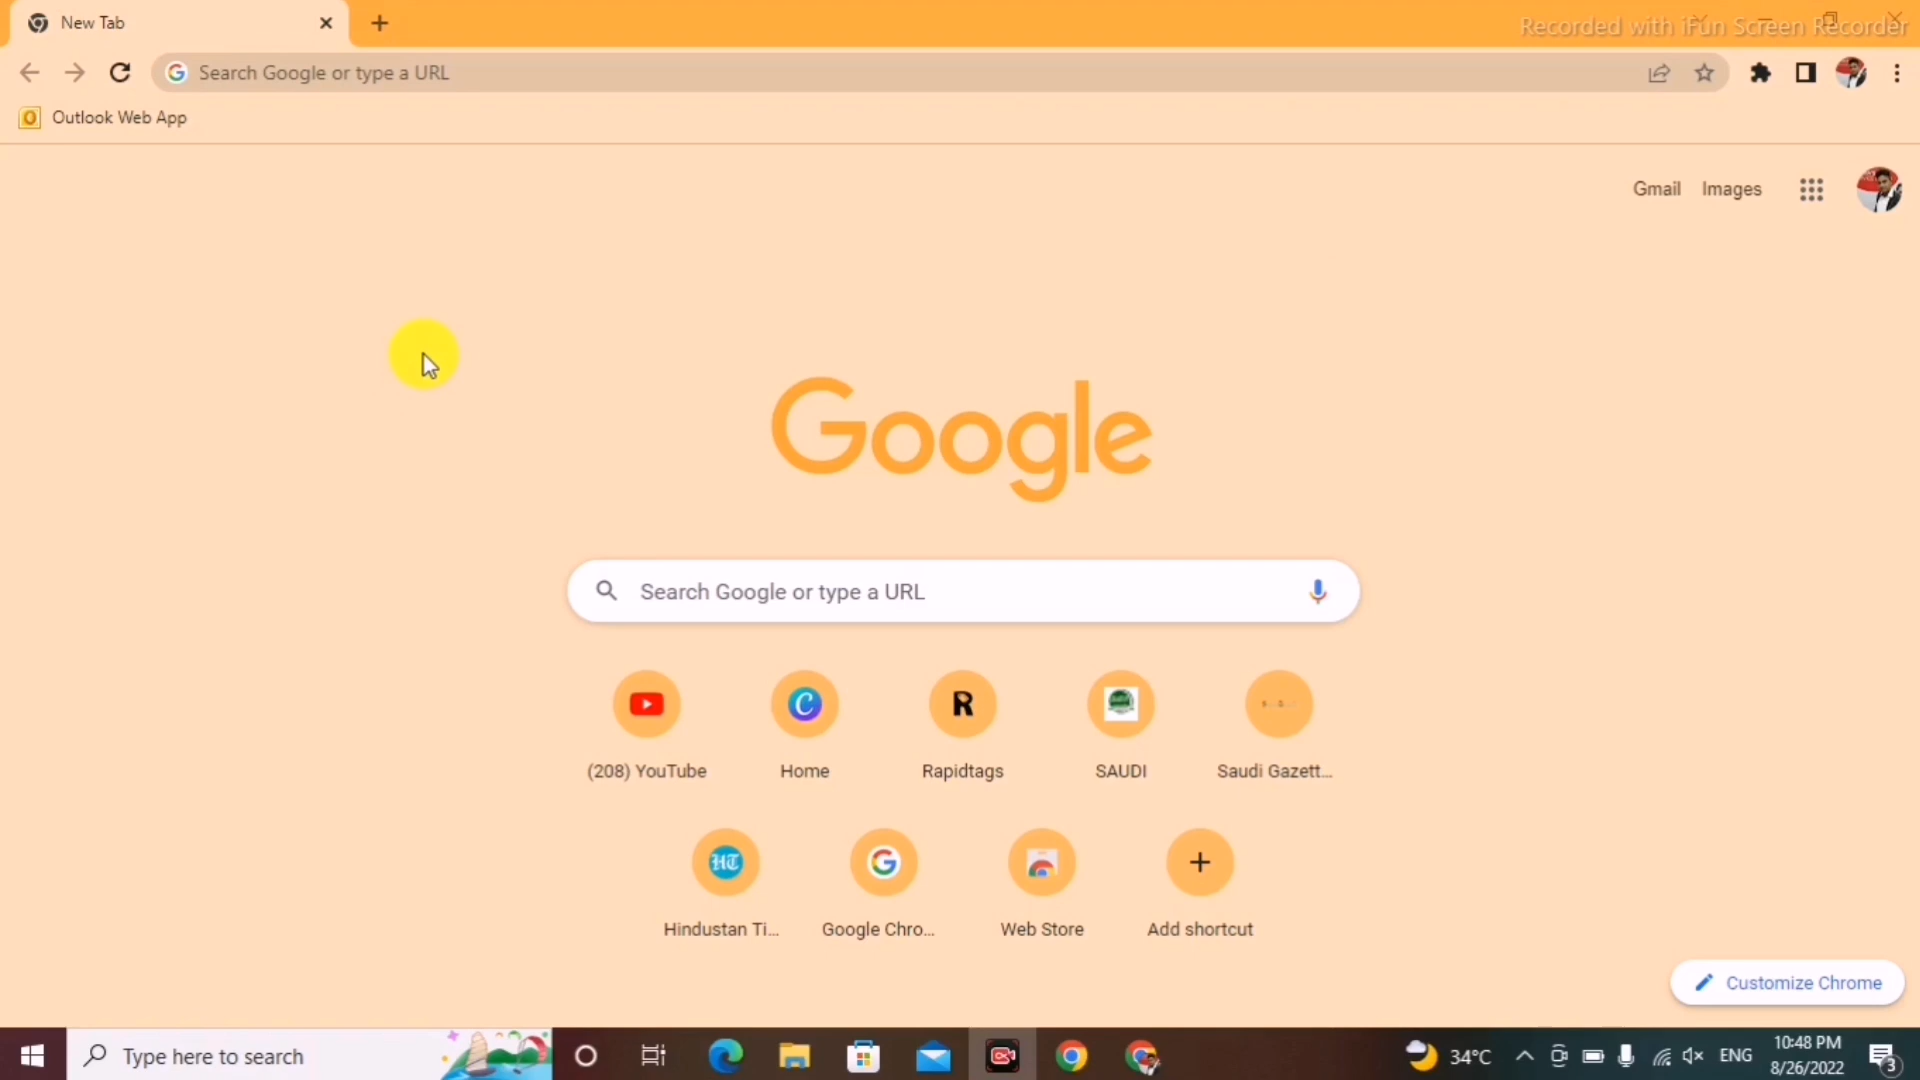 New Tab
Recorded with iFun Screen Recorder
Search Google or type a URL
Outlook Web App
Gmail Images
Google
Search Google or type a URL
(208) YouTube Home Rapidtags SAUDI Saudi Gazett...
Hindustan Ti... Google Chro... Web Store Add shortcut
Customize Chrome
Type here to search
34°C ENG 10:48 PM
8/26/2022
3